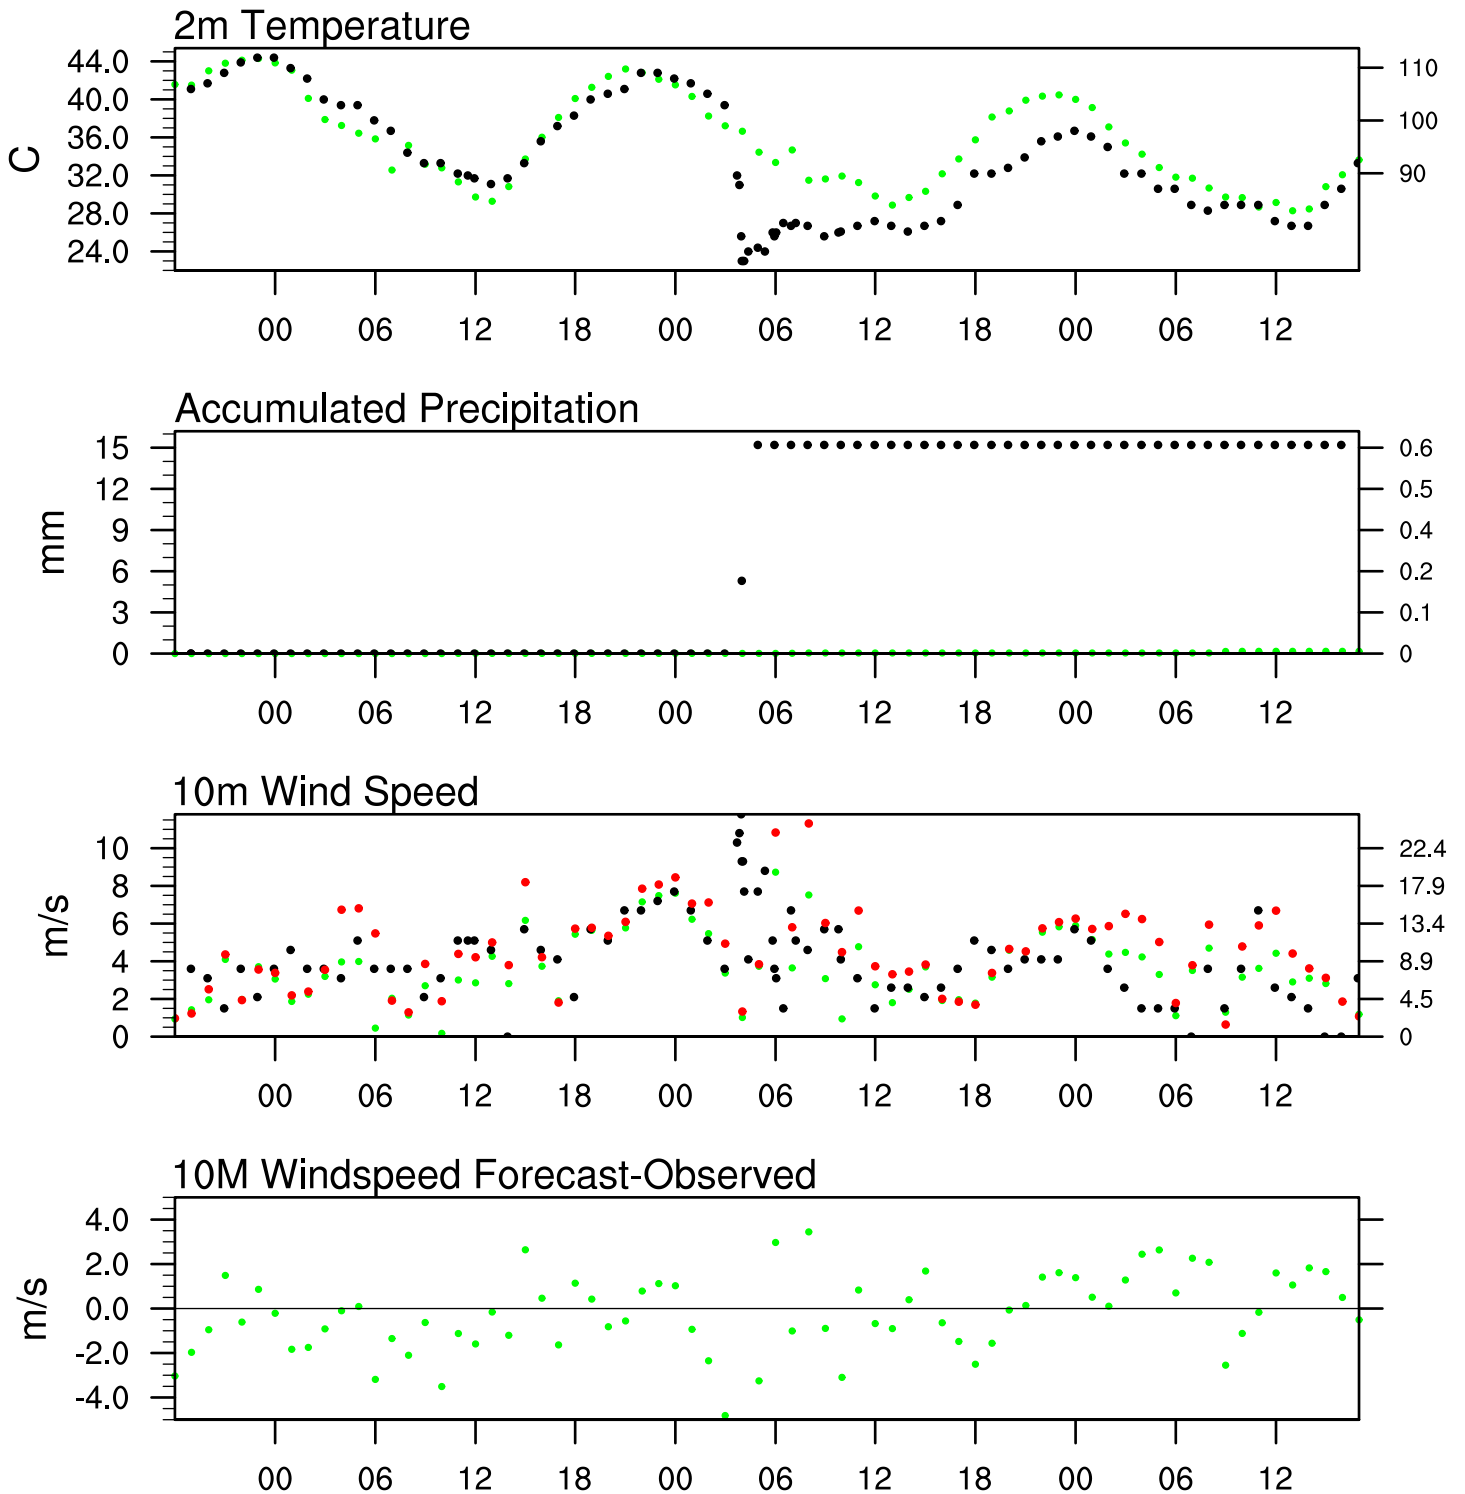 2m Temperature
44.0 110
40.0
100
36.0
C
32.0 90
28.0
24.0
00 06 12 18 00 06 12 18 00 06 12
Accumulated Precipitation
15 0.6
12 0.5
9 0.4
mm
6 0.2
3 0.1
0 0
00 06 12 18 00 06 12 18 00 06 12
10m Wind Speed
10 22.4
8 17.9
6 13.4
m/s
4 8.9
2 4.5
0 0
00 06 12 18 00 06 12 18 00 06 12
10M Windspeed Forecast-Observed
4.0
2.0
0.0
m/s
-2.0
-4.0
00 06 12 18 00 06 12 18 00 06 12